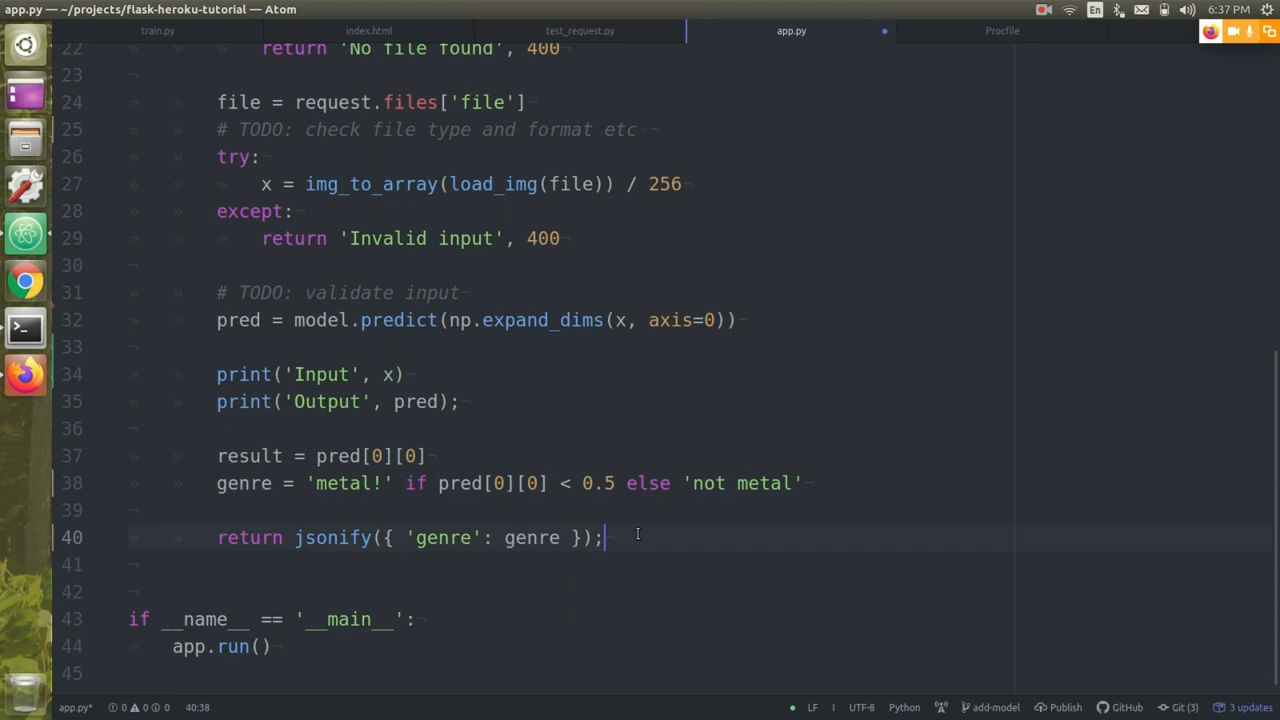 app.py — ~/projects/flask-heroku-tutorial — Atom
En
6:37 PM
train.py
index.html
test_request.py
app.py
Procfile
22 return 'No file found', 400
23
24 file = request.files['file']
25 # TODO: check file type and format etc
26 try:
27 x = img_to_array(load_img(file)) / 256
28 except:
29 return 'Invalid input', 400
30
31 # TODO: validate input
32 pred = model.predict(np.expand_dims(x, axis=0))
33
34 print('Input', x)
35 print('Output', pred);
36
37 result = pred[0][0]
38 genre = 'metal!' if pred[0][0] < 0.5 else 'not metal'
39
40 return jsonify({ 'genre': genre });
41
42
43 if __name__ == '__main__':
44 app.run()
45
app.py* 0 0 0 40:38 LF UTF-8 Python add-model Publish GitHub Git (3) 3 updates